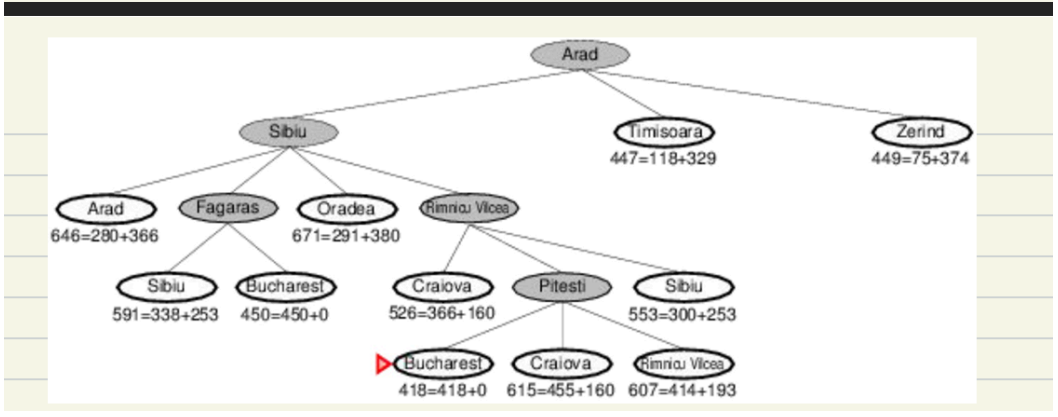 Arad
Sibiu Timisoara Zerind
447=118+329 449=75+374
Arad Fagaras Oradea Rimnicu Vilcea
646=280+366 671=291+380
Sibiu Bucharest Craiova Pitesti Sibiu
591=338+253 450=450+0 526=366+160 553=300+253
Bucharest Craiova Rimnicu Vilcea
418=418+0 615=455+160 607=414+193